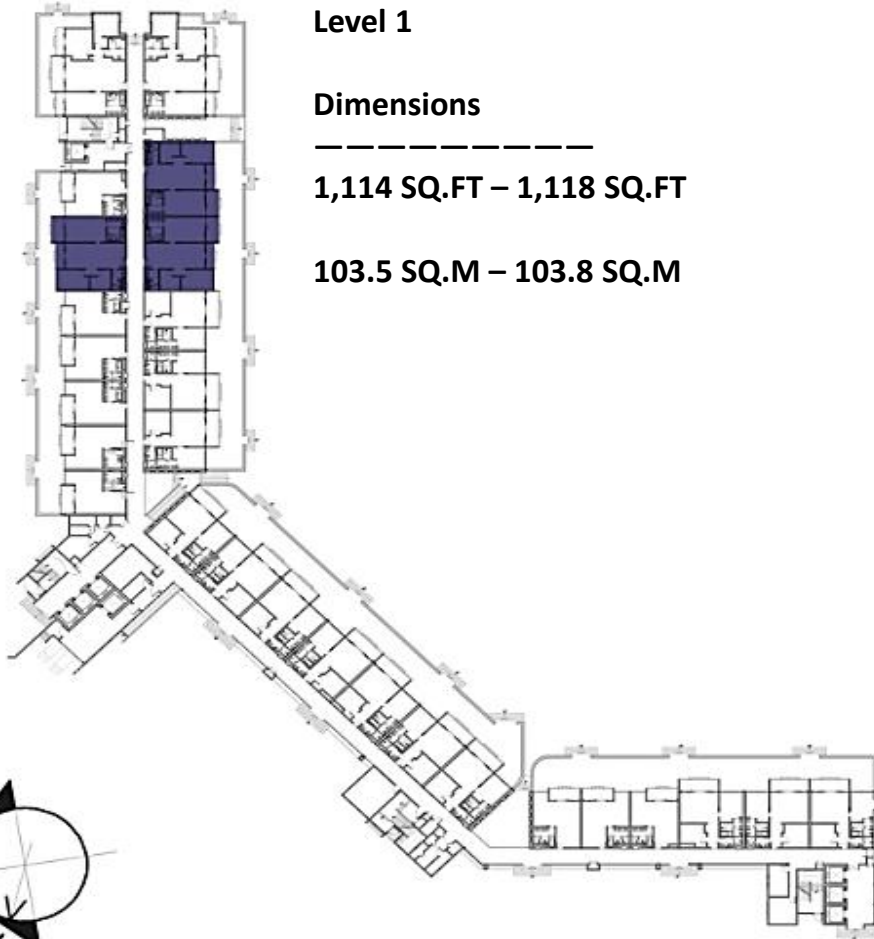 Level 1
Dimensions
1,114 SQ.FT – 1,118 SQ.FT
103.5 SQ.M – 103.8 SQ.M